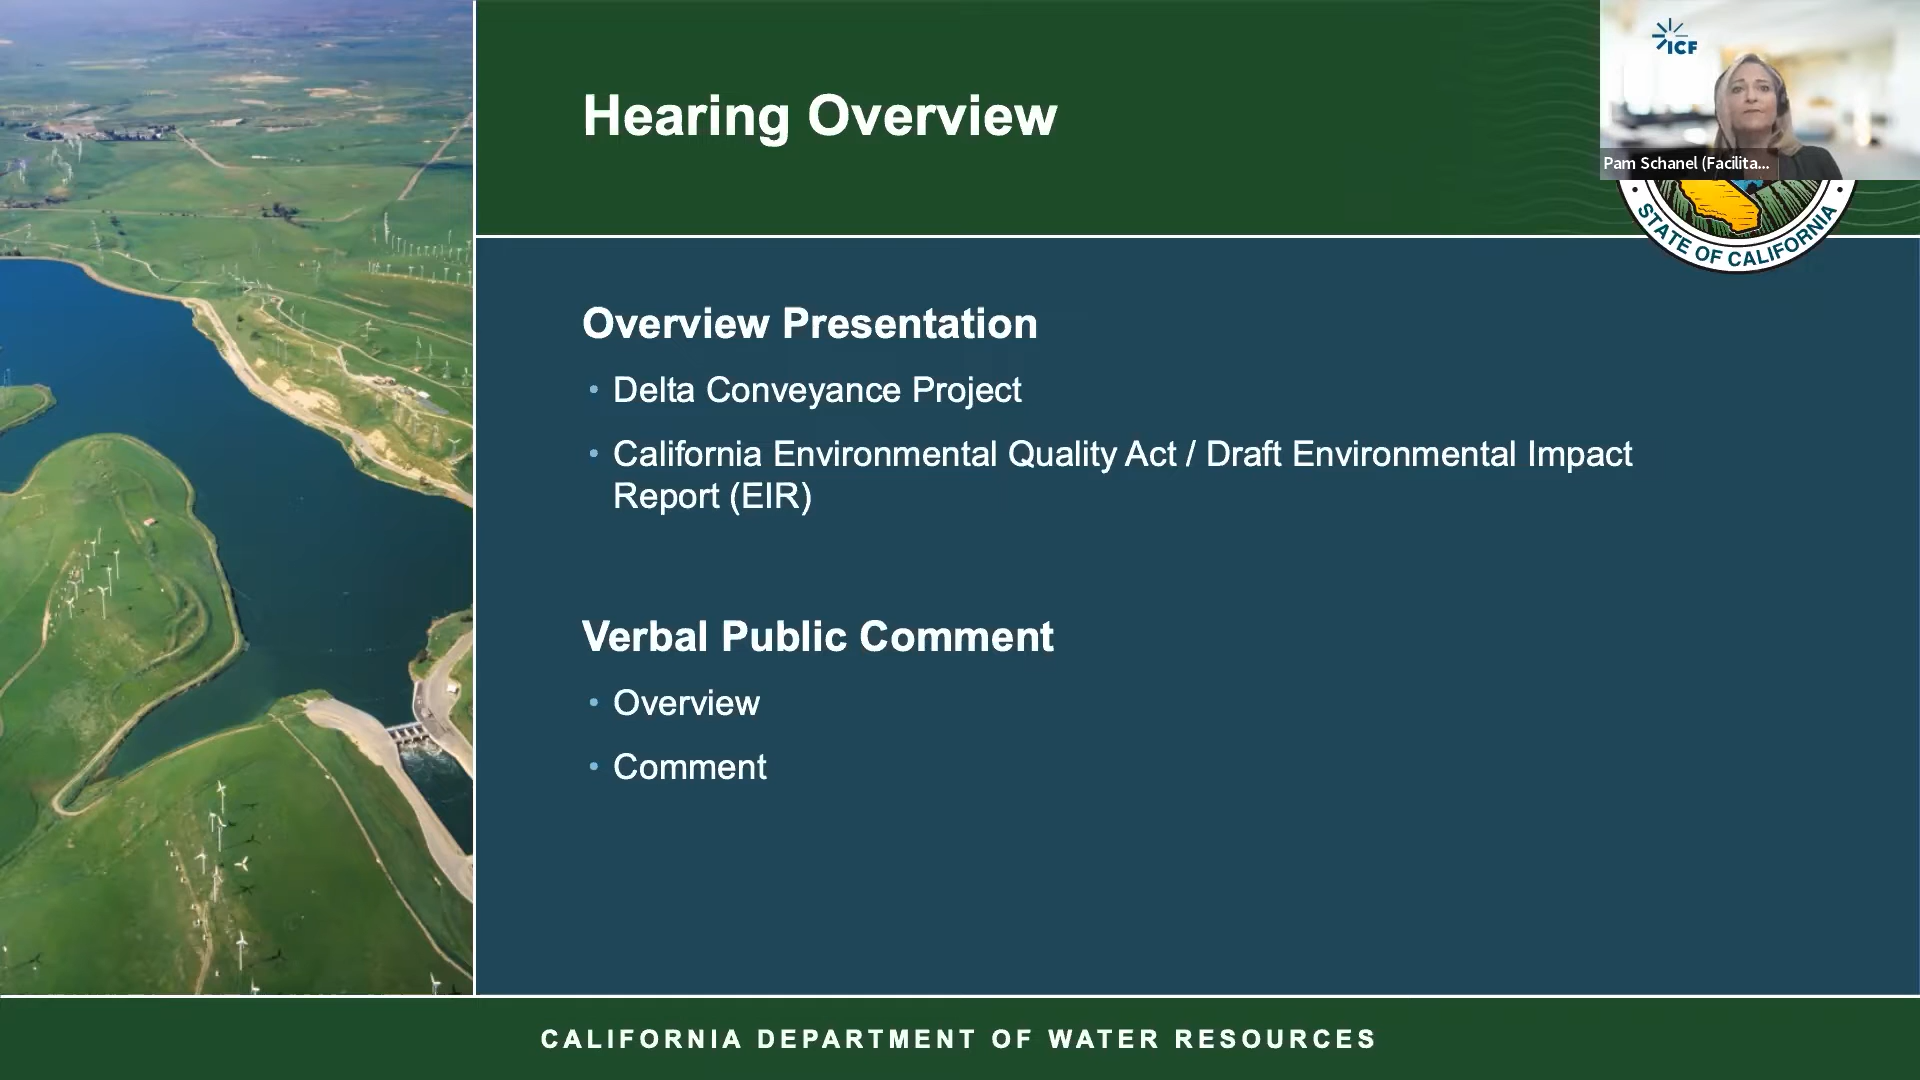 Hearing Overview
ICF
Pam Schanel (Facilita...
STATE OF CALIFORNIA
Overview Presentation
• Delta Conveyance Project
• California Environmental Quality Act / Draft Environmental Impact
Report (EIR)
Verbal Public Comment
• Overview
• Comment
CALIFORNIA DEPARTMENT OF WATER RESOURCES